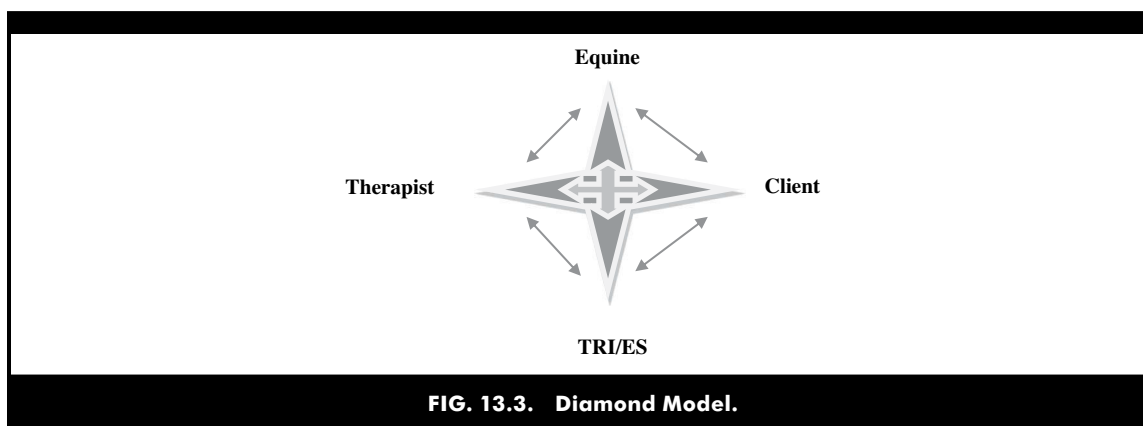 Equine
Therapist
Client
TRI/ES
FIG. 13.3. Diamond Model.